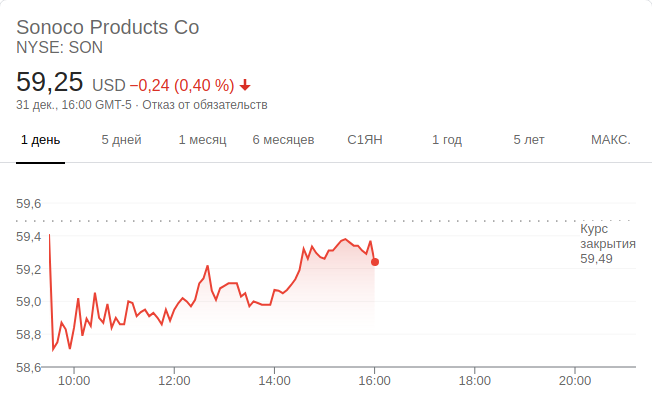 Sonoco Products Co
NYSE: SON
59,25 USD −0,24 (0,40 %)
31 дек., 16:00 GMT-5 · Отказ от обязательств
1 день 5 дней 1 месяц 6 месяцев С1ЯН 1 год 5 лет МАКС.
59,6
59,4
59,2
59,0
58,8
58,6
Курс
закрытия
59,49
10:00 12:00 14:00 16:00 18:00 20:00